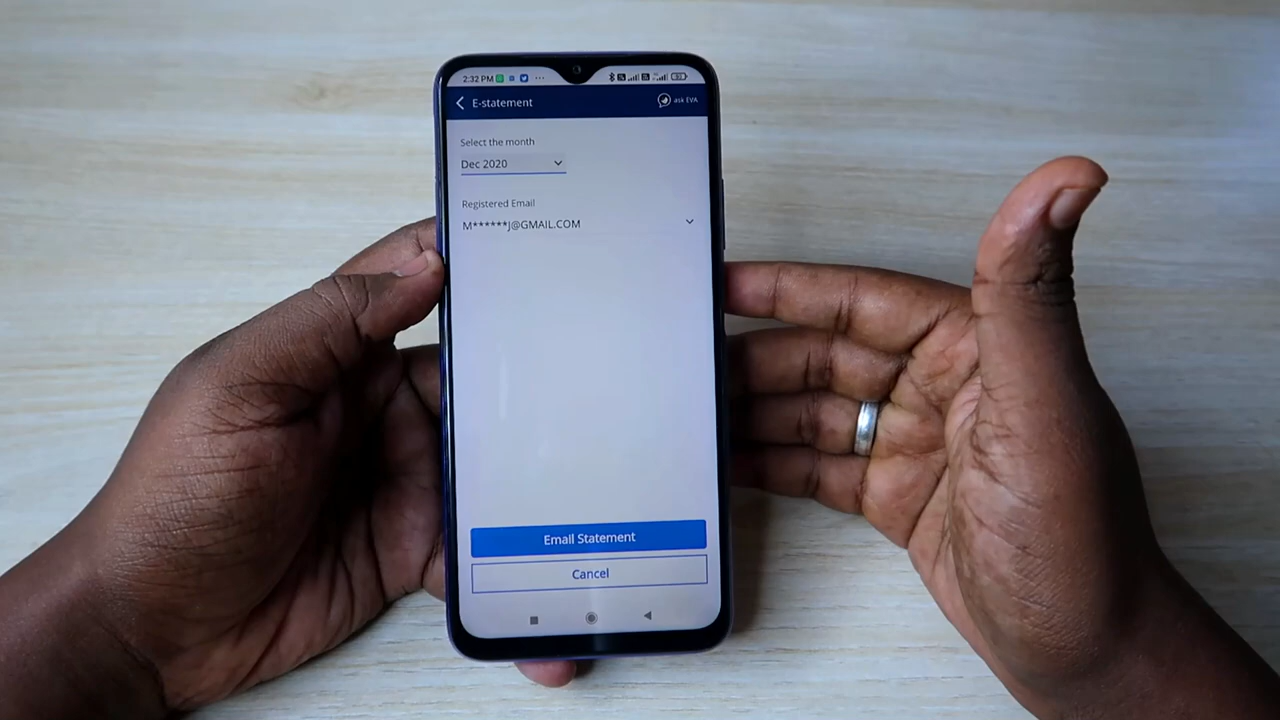 2:32 PM
E-statement
ask EVA
Select the month
Dec 2020
Registered Email
M******J@GMAIL.COM
Email Statement
Cancel